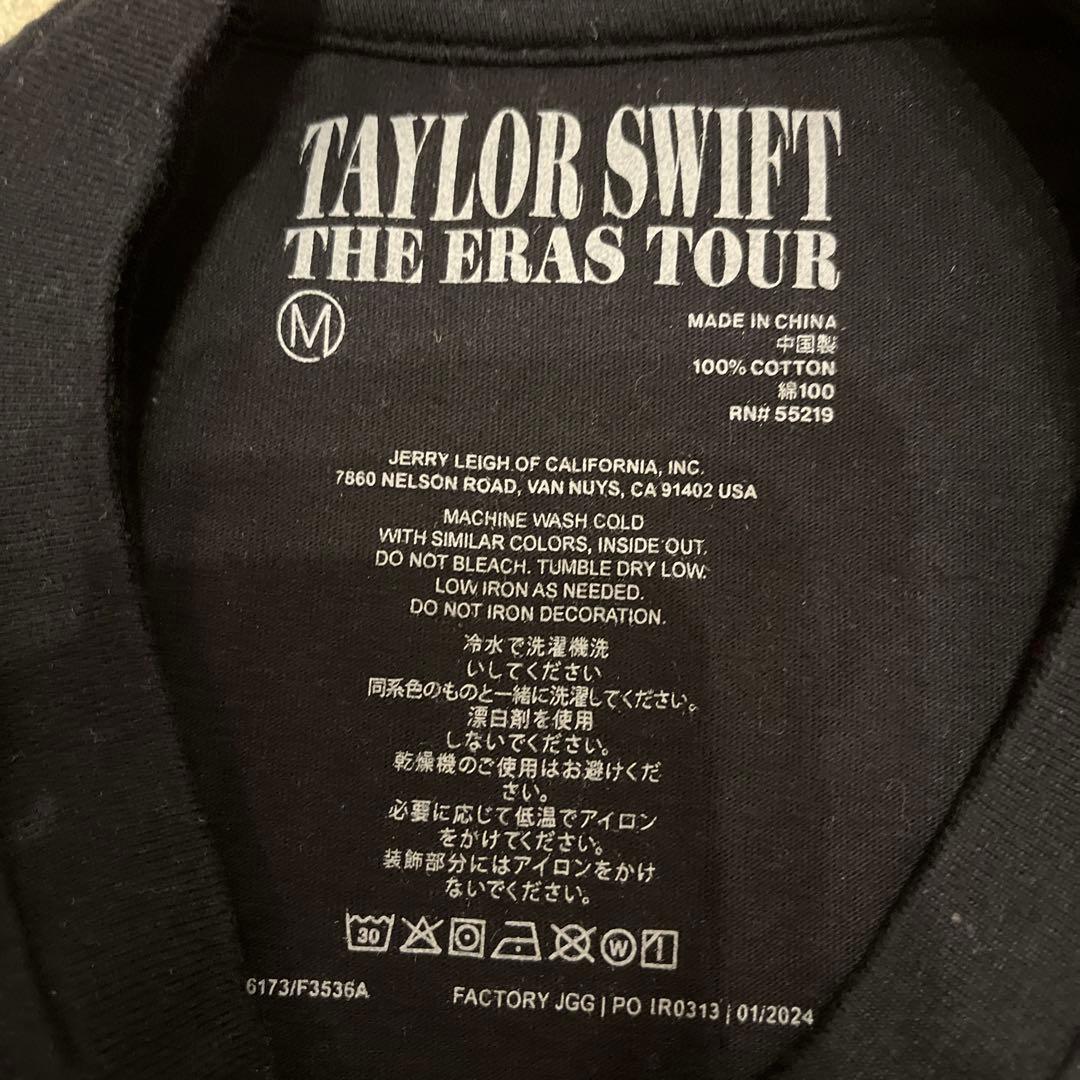 TAYLOR SWIFT
THE ERAS TOUR
M
MADE IN CHINA
中国製
100% COTTON
綿100
RN# 55219
JERRY LEIGH OF CALIFORNIA, INC.
7860 NELSON ROAD, VAN NUYS, CA 91402 USA
MACHINE WASH COLD
WITH SIMILAR COLORS, INSIDE OUT.
DO NOT BLEACH. TUMBLE DRY LOW.
LOW IRON AS NEEDED.
DO NOT IRON DECORATION.
冷水で洗濯機洗
いしてください
同系色のものと一緒に洗濯してください。
漂白剤を使用
しないでください。
乾燥機のご使用はお避けくだ
さい。
必要に応じて低温でアイロン
をかけてください。
装飾部分にはアイロンをかけ
ないでください。
30 W
6173/F3536A
FACTORY JGG | PO IR0313 | 01/2024